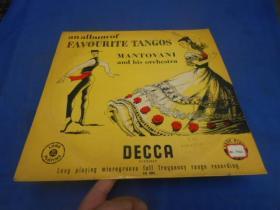 an album of
FAVOURITE TANGOS
MANTOVANI
and his orchestra
DECCA
Long playing microgroove full frequency range recording